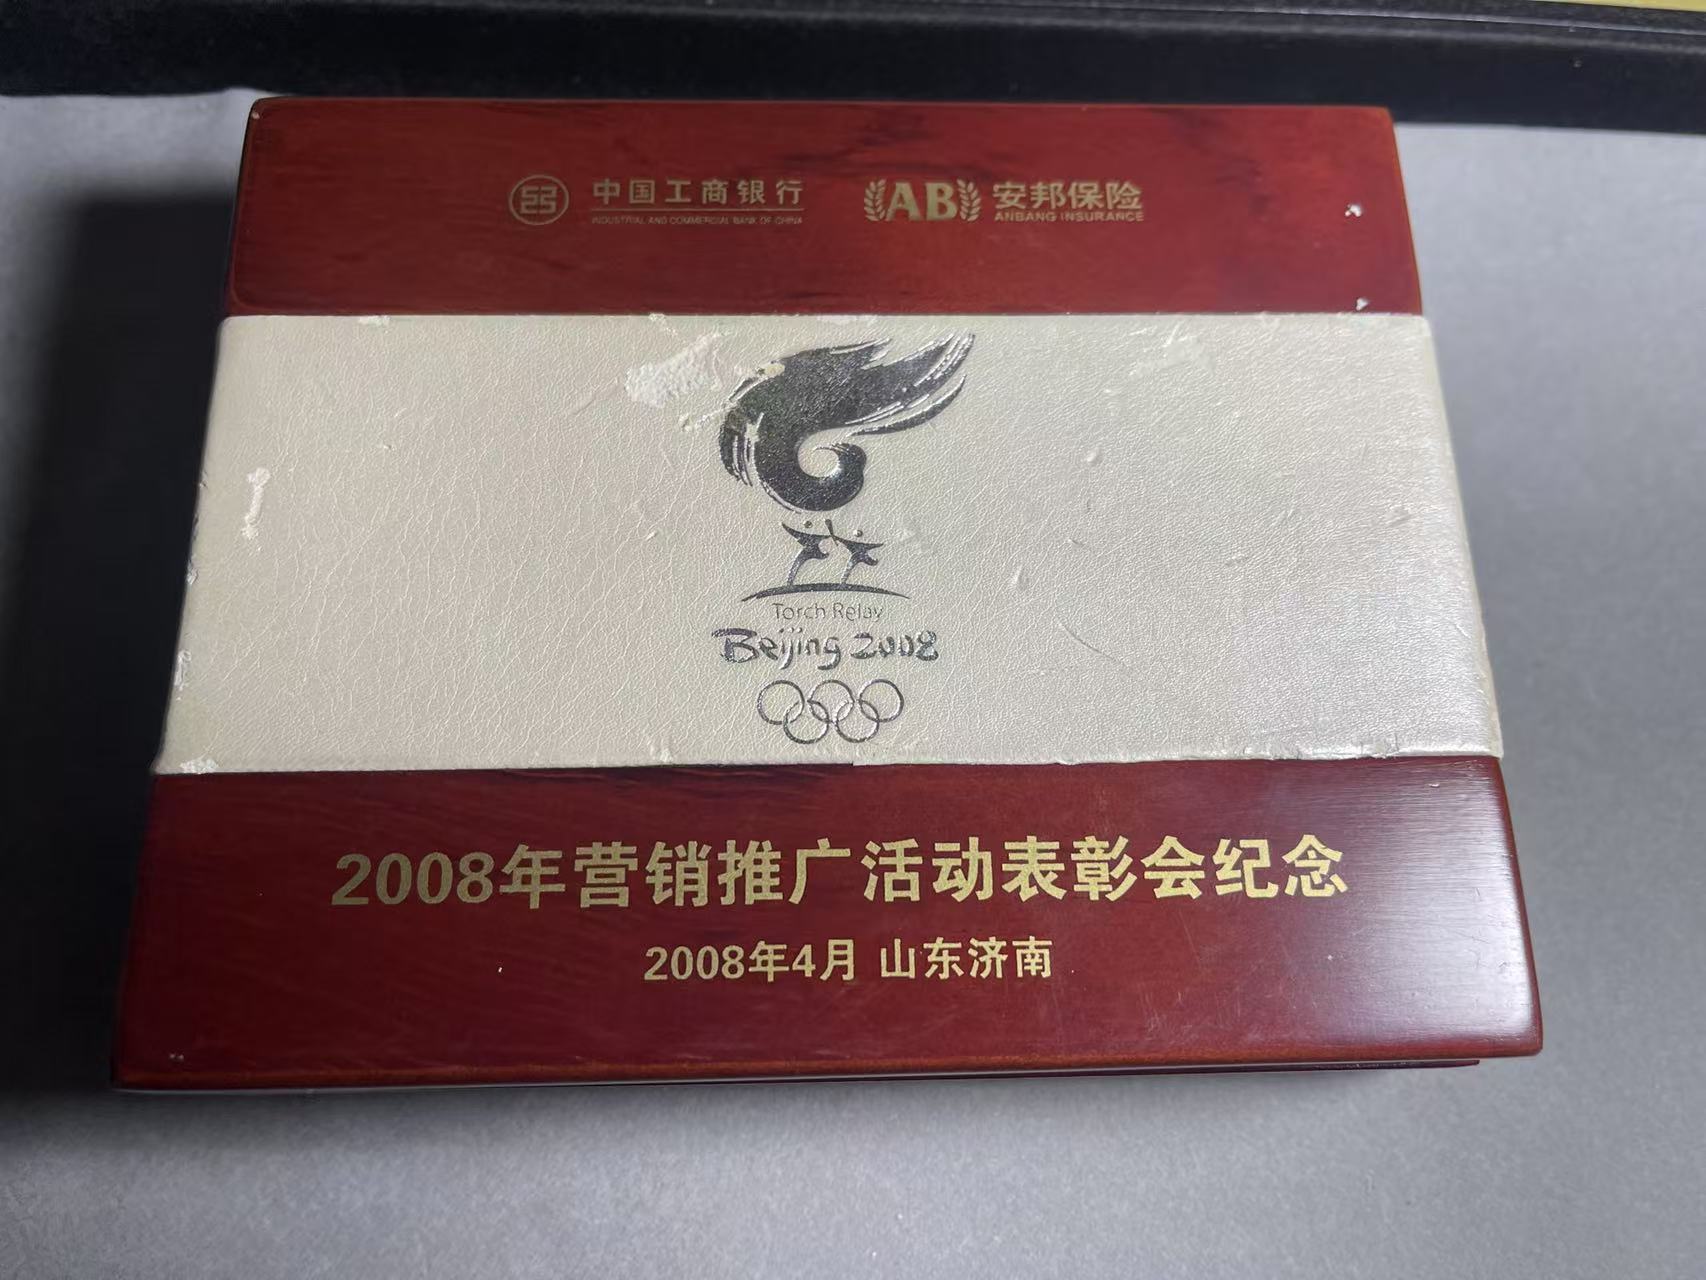 中国工商银行
INDUSTRIAL AND COMMERCIAL BANK OF CHINA
AB
安邦保险
ANBANG INSURANCE
Torch Relay
Beijing 2008
2008年营销推广活动表彰会纪念
2008年4月 山东济南